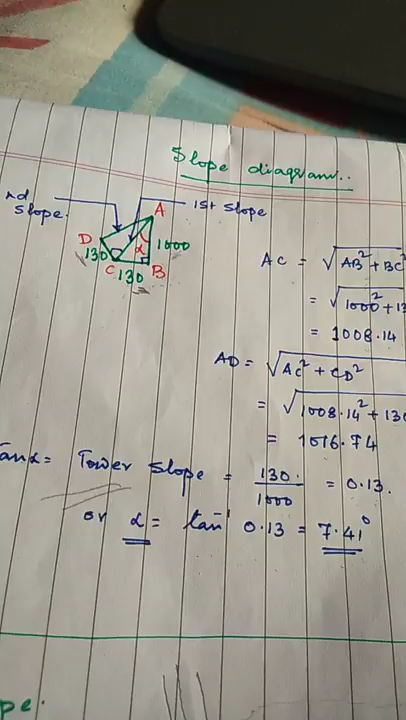 Slope diagram..
nd slope.
1st slope
A
D
1000
130
α
C
B
130
AC = √AB² + BC²
= √1000² + 13
= 1008.14
AD = √AC² + CD²
= √1008.14² + 130
= 1016.74
Tanα = Tower slope = 130. / 1000 = 0.13.
or α = tan⁻¹ 0.13 = 7.41°
pe.